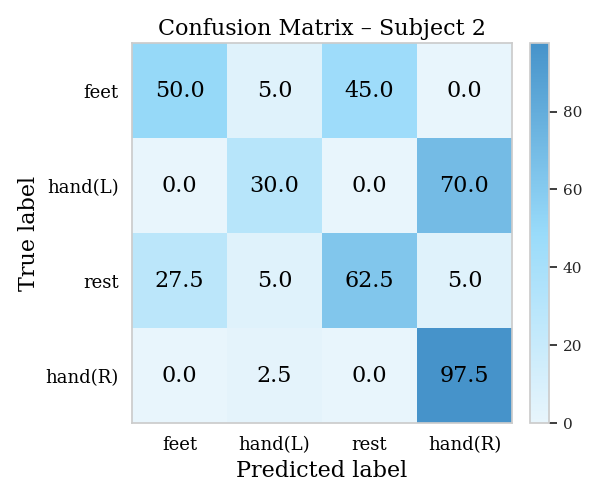 Confusion Matrix – Subject 2
feet 50.0 5.0 45.0 0.0
hand(L) 0.0 30.0 0.0 70.0
rest 27.5 5.0 62.5 5.0
hand(R) 0.0 2.5 0.0 97.5
feet hand(L) rest hand(R)
Predicted label
True label
80
60
40
20
0